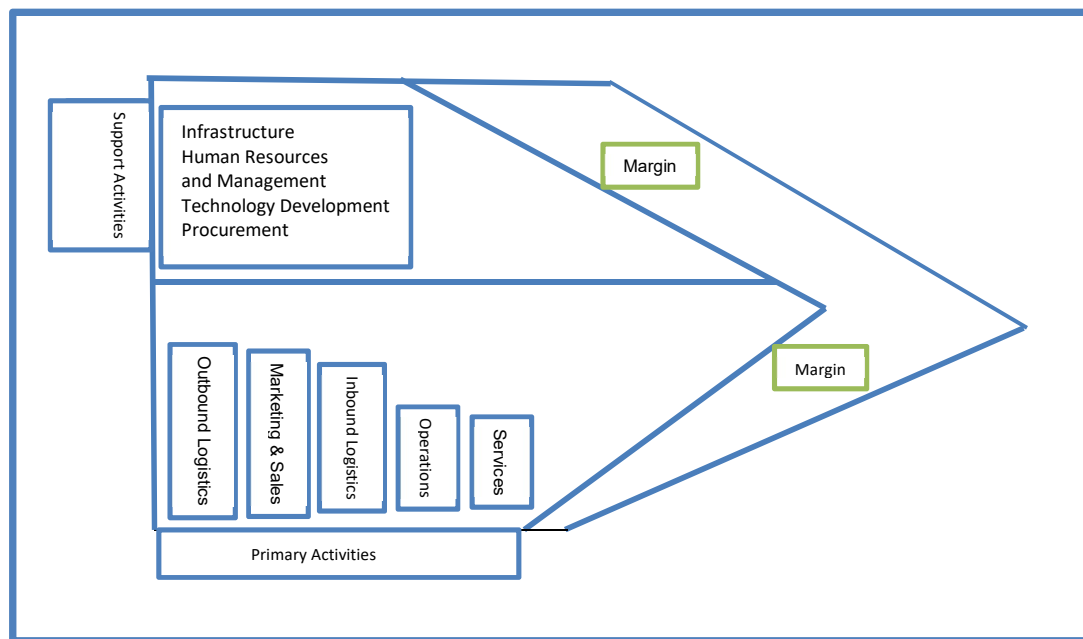 Support Activities
Infrastructure
Human Resources
and Management
Technology Development
Procurement
Margin
Margin
Outbound Logistics
Marketing & Sales
Inbound Logistics
Operations
Services
Primary Activities